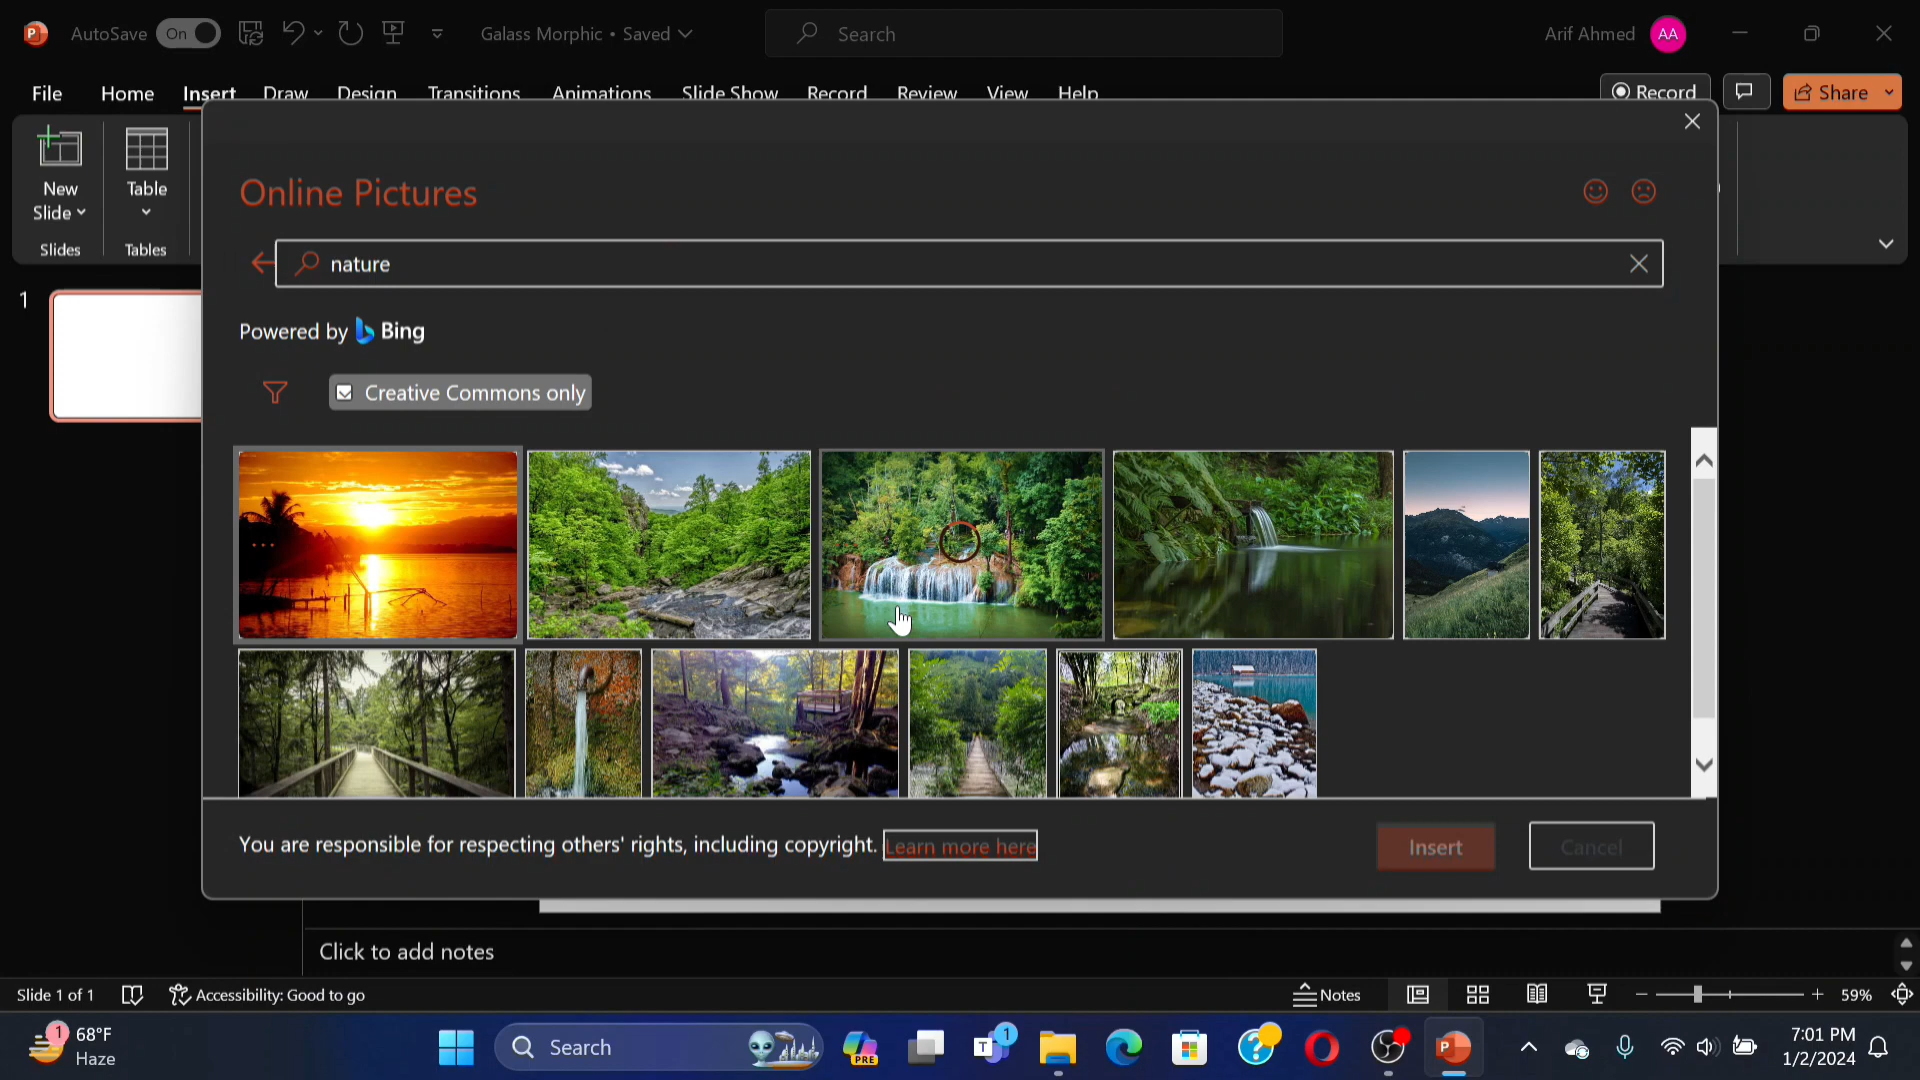 AutoSave On Galass Morphic • Saved Search Arif Ahmed AA
File Home Insert Draw Design Transitions Animations Slide Show Record Review View Help Record Share
New Slide
Table
Slides
Tables
1
Online Pictures
nature
Powered by Bing
Creative Commons only
You are responsible for respecting others' rights, including copyright. Learn more here
Insert
Cancel
Click to add notes
Slide 1 of 1 Accessibility: Good to go Notes 59%
1
68°F
Haze
Search
PRE
T 1
P
7:01 PM
1/2/2024